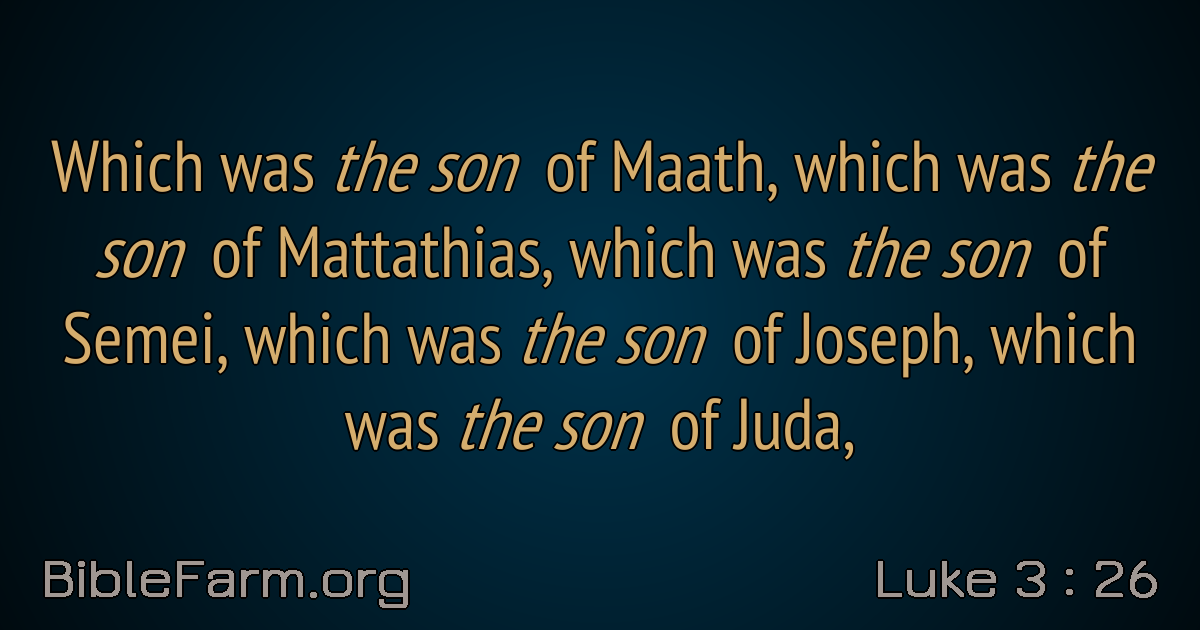 Which was the son of Maath, which was the
son of Mattathias, which was the son of
Semei, which was the son of Joseph, which
was the son of Juda,
BibleFarm.org
Luke 3 : 26